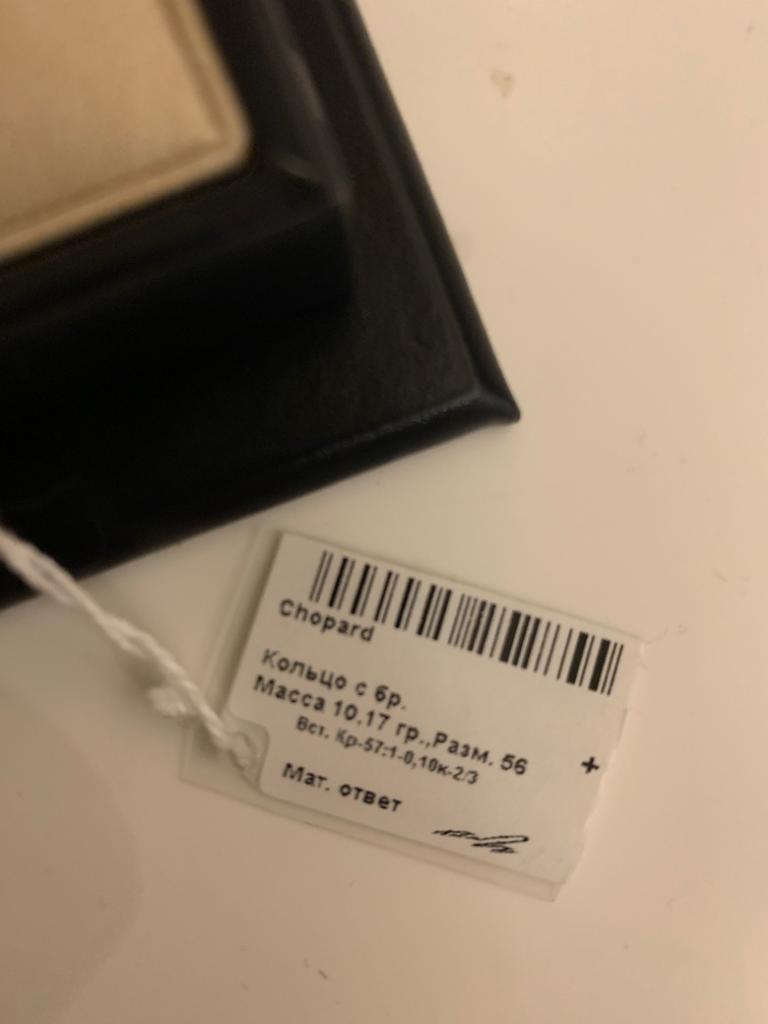 Chopard
Кольцо с бр.
Масса 10.17 гр.,Разм. 56
Вст. Кр-57:1-0,10к-2/3
+
Мат. ответ